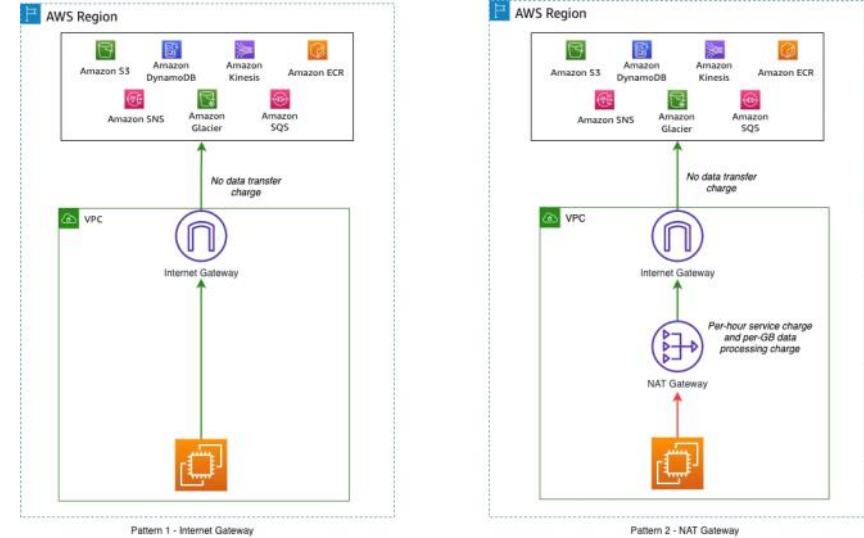 AWS Region
Amazon S3
Amazon
DynamoDB
Amazon
Kinesis
Amazon ECR
Amazon SNS
Amazon
Glacier
Amazon
SQS
No data transfer
charge
VPC
Internet Gateway
Pattern 1 - Internet Gateway
AWS Region
Amazon S3
Amazon
DynamoDB
Amazon
Kinesis
Amazon ECR
Amazon SNS
Amazon
Glacier
Amazon
SQS
No data transfer
charge
VPC
Internet Gateway
Per-hour service charge
and per-GB data
processing charge
NAT Gateway
Pattern 2 - NAT Gateway